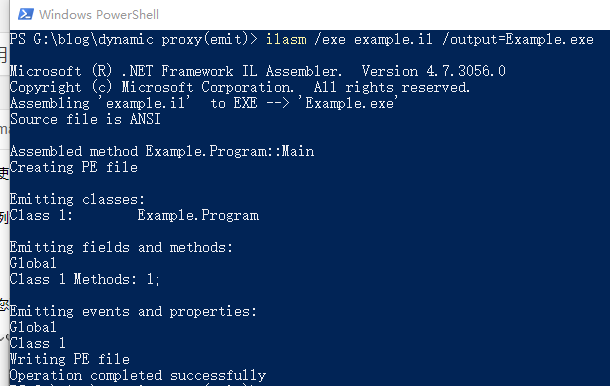 Windows PowerShell
PS G:\blog\dynamic proxy(emit)> ilasm /exe example.il /output=Example.exe
Microsoft (R) .NET Framework IL Assembler.  Version 4.7.3056.0
Copyright (c) Microsoft Corporation.  All rights reserved.
Assembling 'example.il'  to EXE --> 'Example.exe'
Source file is ANSI
Assembled method Example.Program::Main
Creating PE file
Emitting classes:
Class 1:        Example.Program
Emitting fields and methods:
Global
Class 1 Methods: 1;
Emitting events and properties:
Global
Class 1
Writing PE file
Operation completed successfully